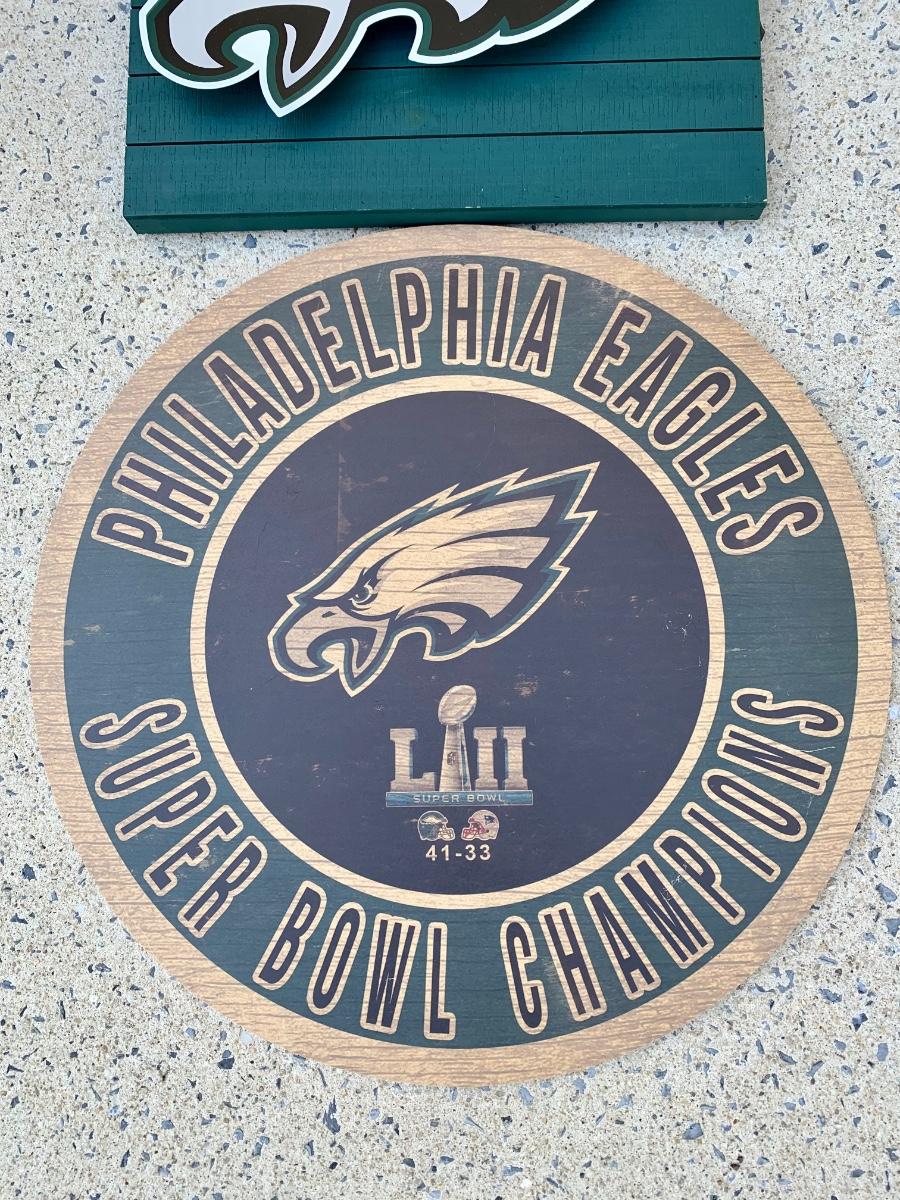 PHILADELPHIA EAGLES
LII
SUPER BOWL
41-33
SUPER BOWL CHAMPIONS